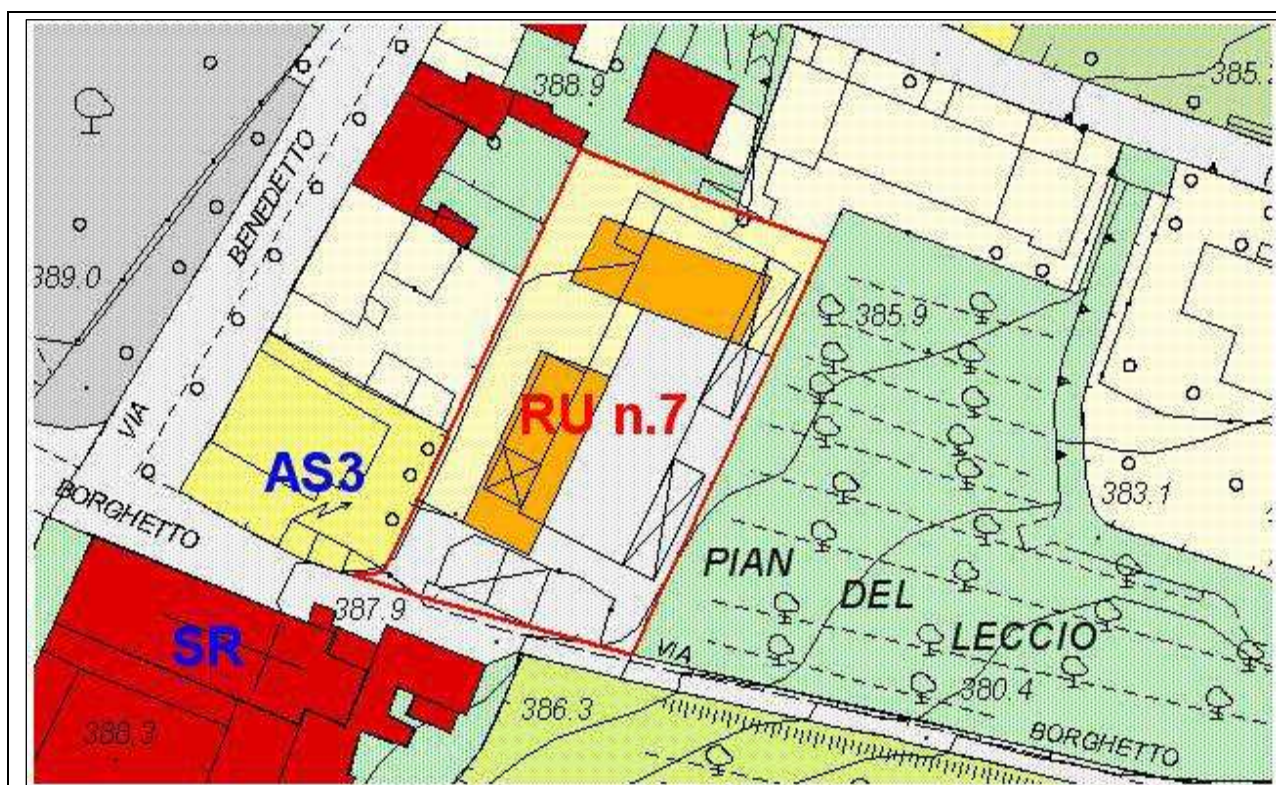 388.9
385.
BENEDETTO
389.0
385.9
RU n.7
VIA
AS3
383.1
BORGHETTO
PIAN
DEL
387.9
LECCIO
SR
VIA
380.4
386.3
388.3
BORGHETTO